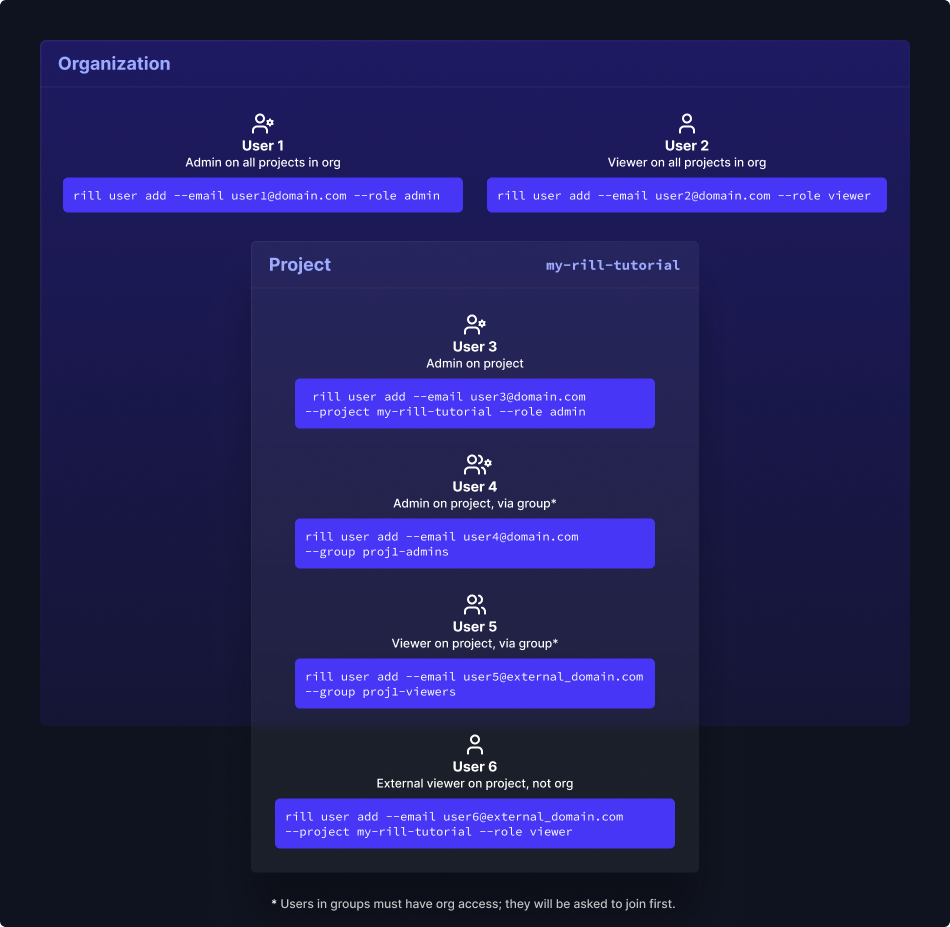 Organization
User 1
Admin on all projects in org
rill user add --email user1@domain.com --role admin
User 2
Viewer on all projects in org
rill user add --email user2@domain.com --role viewer
Project
my-rill-tutorial
User 3
Admin on project
rill user add --email user3@domain.com
--project my-rill-tutorial --role admin
User 4
Admin on project, via group*
rill user add --email user4@domain.com
--group proj1-admins
User 5
Viewer on project, via group*
rill user add --email user5@external_domain.com
--group proj1-viewers
User 6
External viewer on project, not org
rill user add --email user6@external_domain.com
--project my-rill-tutorial --role viewer
* Users in groups must have org access; they will be asked to join first.